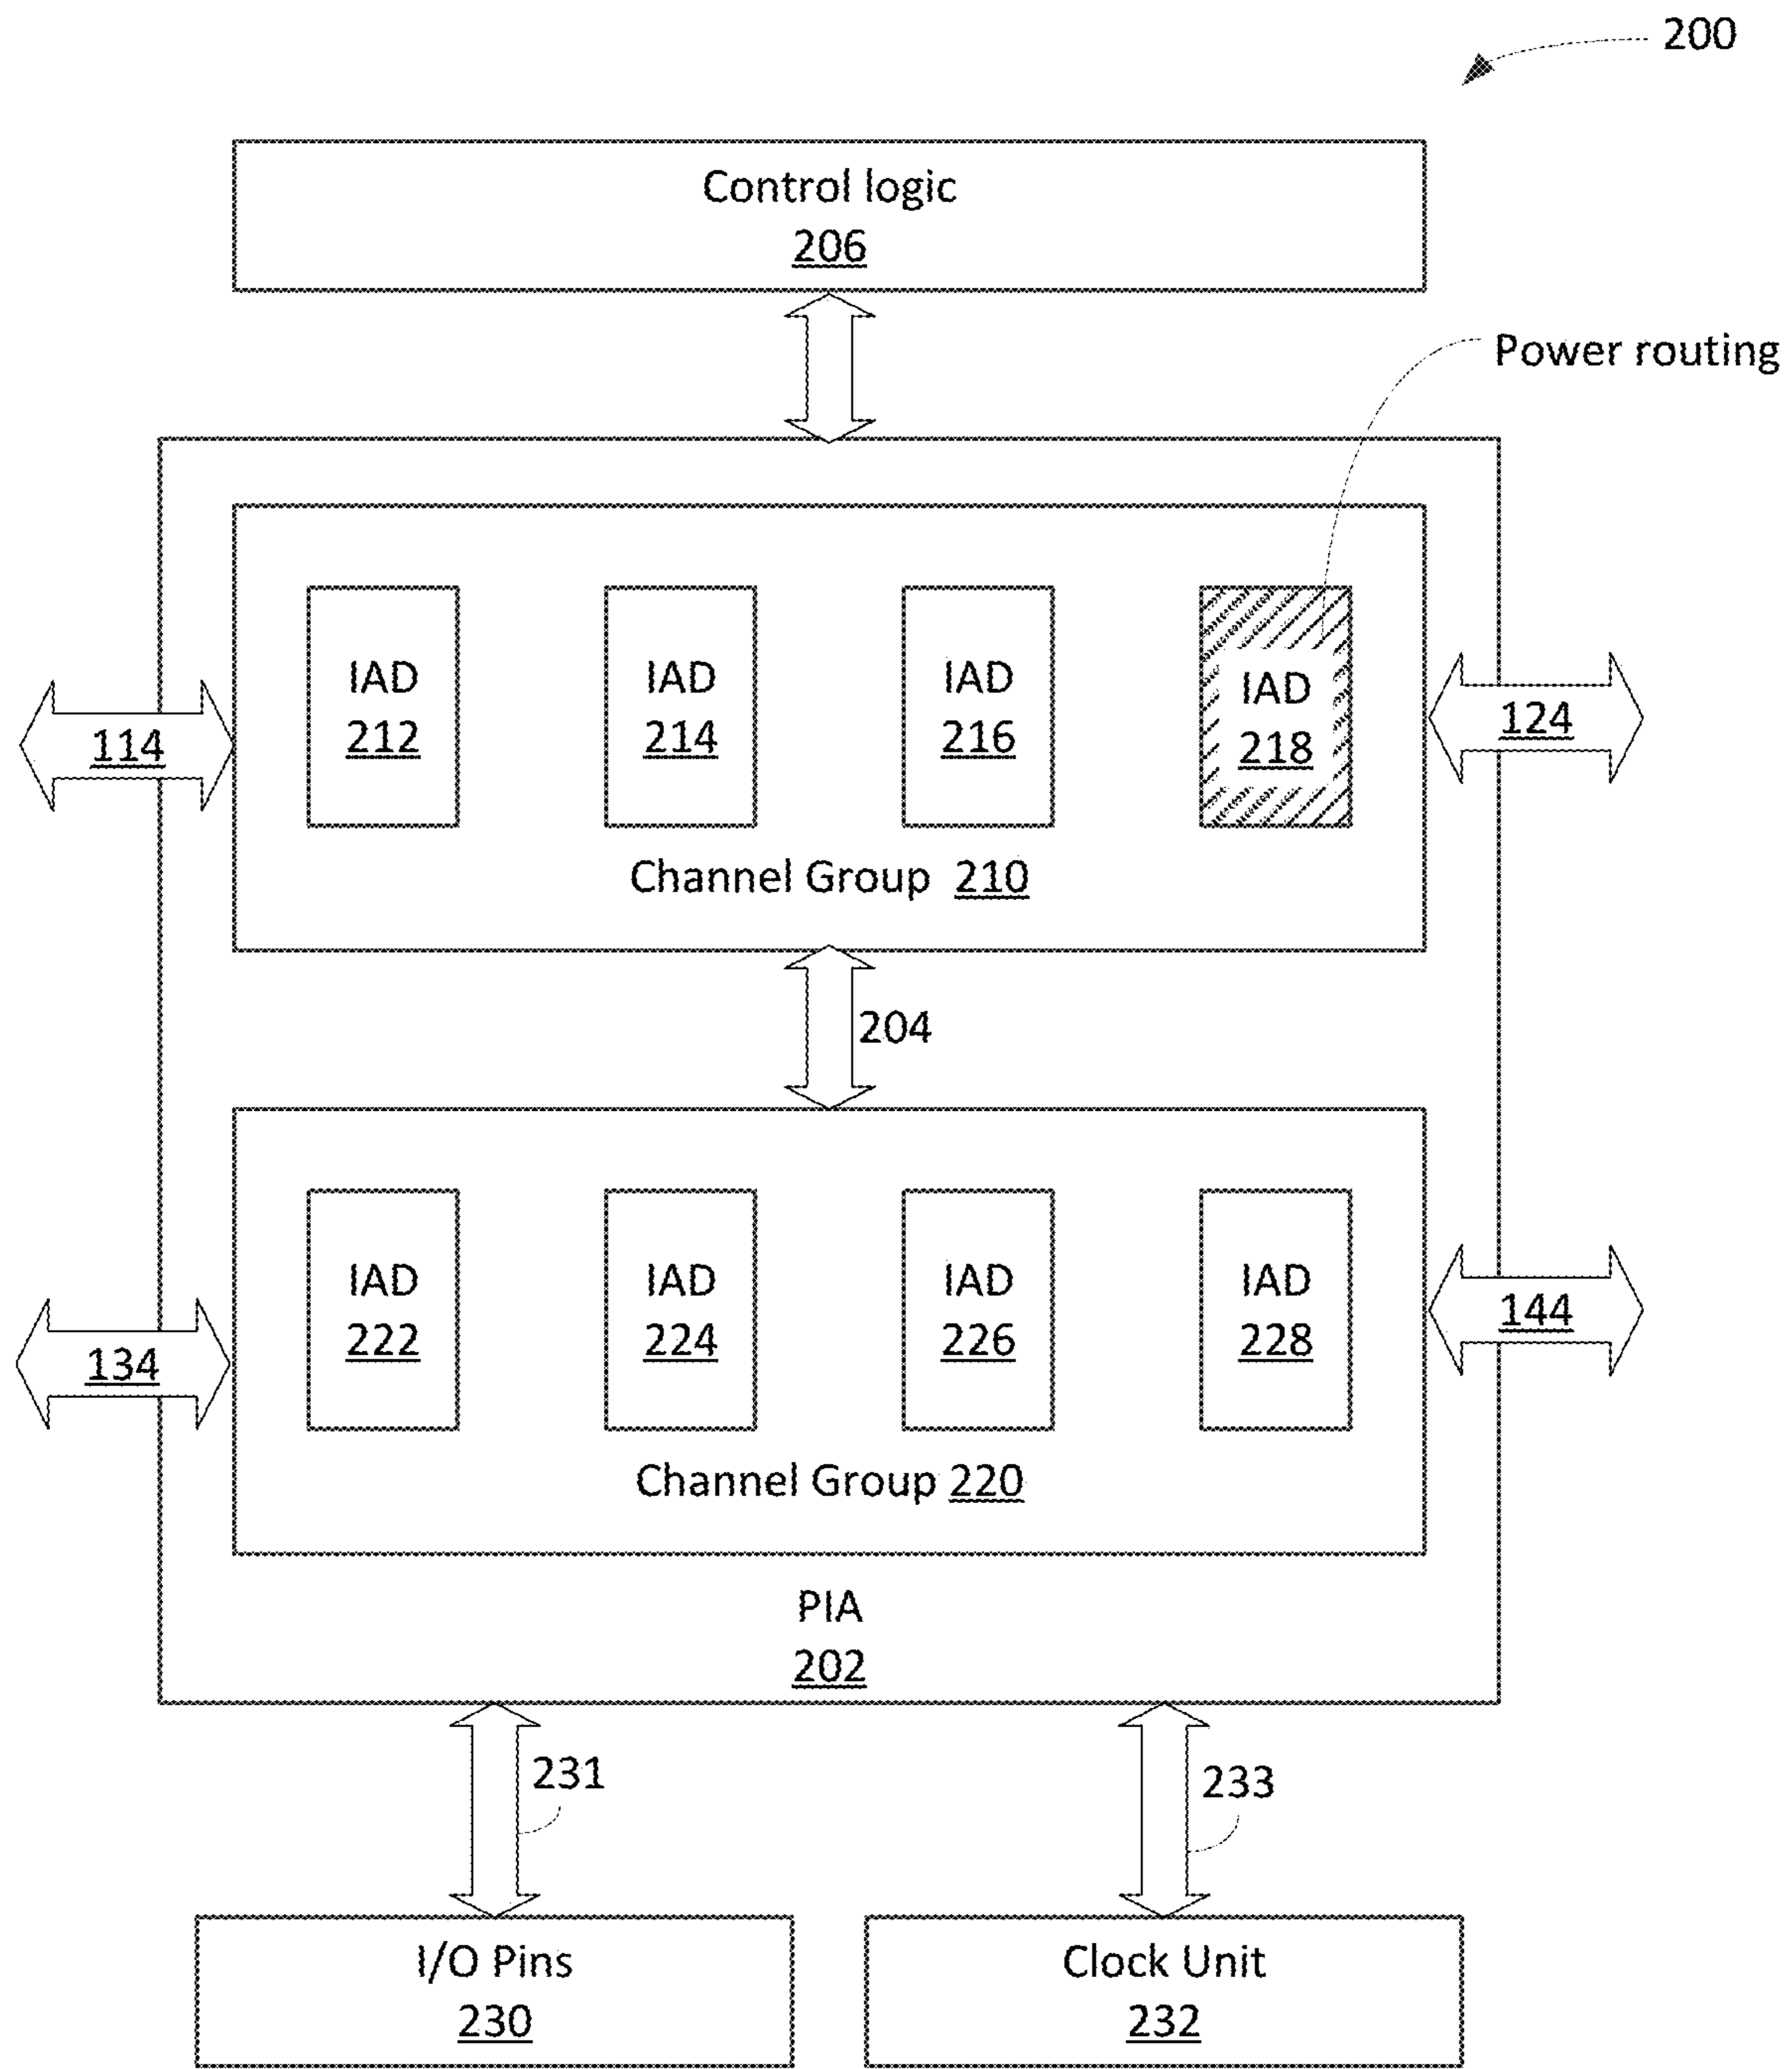 200
Control logic
206
Power routing
IAD
212
IAD
214
IAD
216
IAD
218
114
124
Channel Group 210
204
IAD
222
IAD
224
IAD
226
IAD
228
134
144
Channel Group 220
PIA
202
231
233
I/O Pins
230
Clock Unit
232